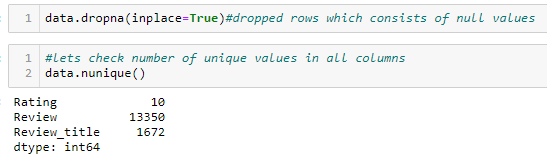 1 data.dropna(inplace=True)#dropped rows which consists of null values
1 #lets check number of unique values in all columns
2 data.nunique()
Rating 10
Review 13350
Review_title 1672
dtype: int64